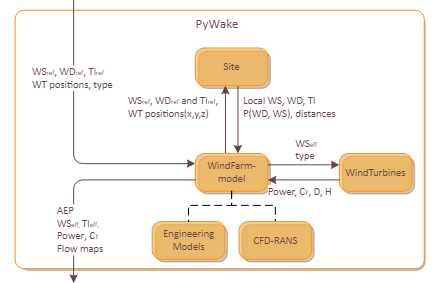 PyWake
Site
WSref, WDref, TIref
WT positions, type
WSref, WDref and TIref,
WT positions(x,y,z)
Local WS, WD, TI
P(WD, WS), distances
WSeff
type
WindFarm-
model
WindTurbines
Power, CT, D, H
AEP
WSeff, TIeff,
Power, CT
Flow maps
Engineering
Models
CFD-RANS